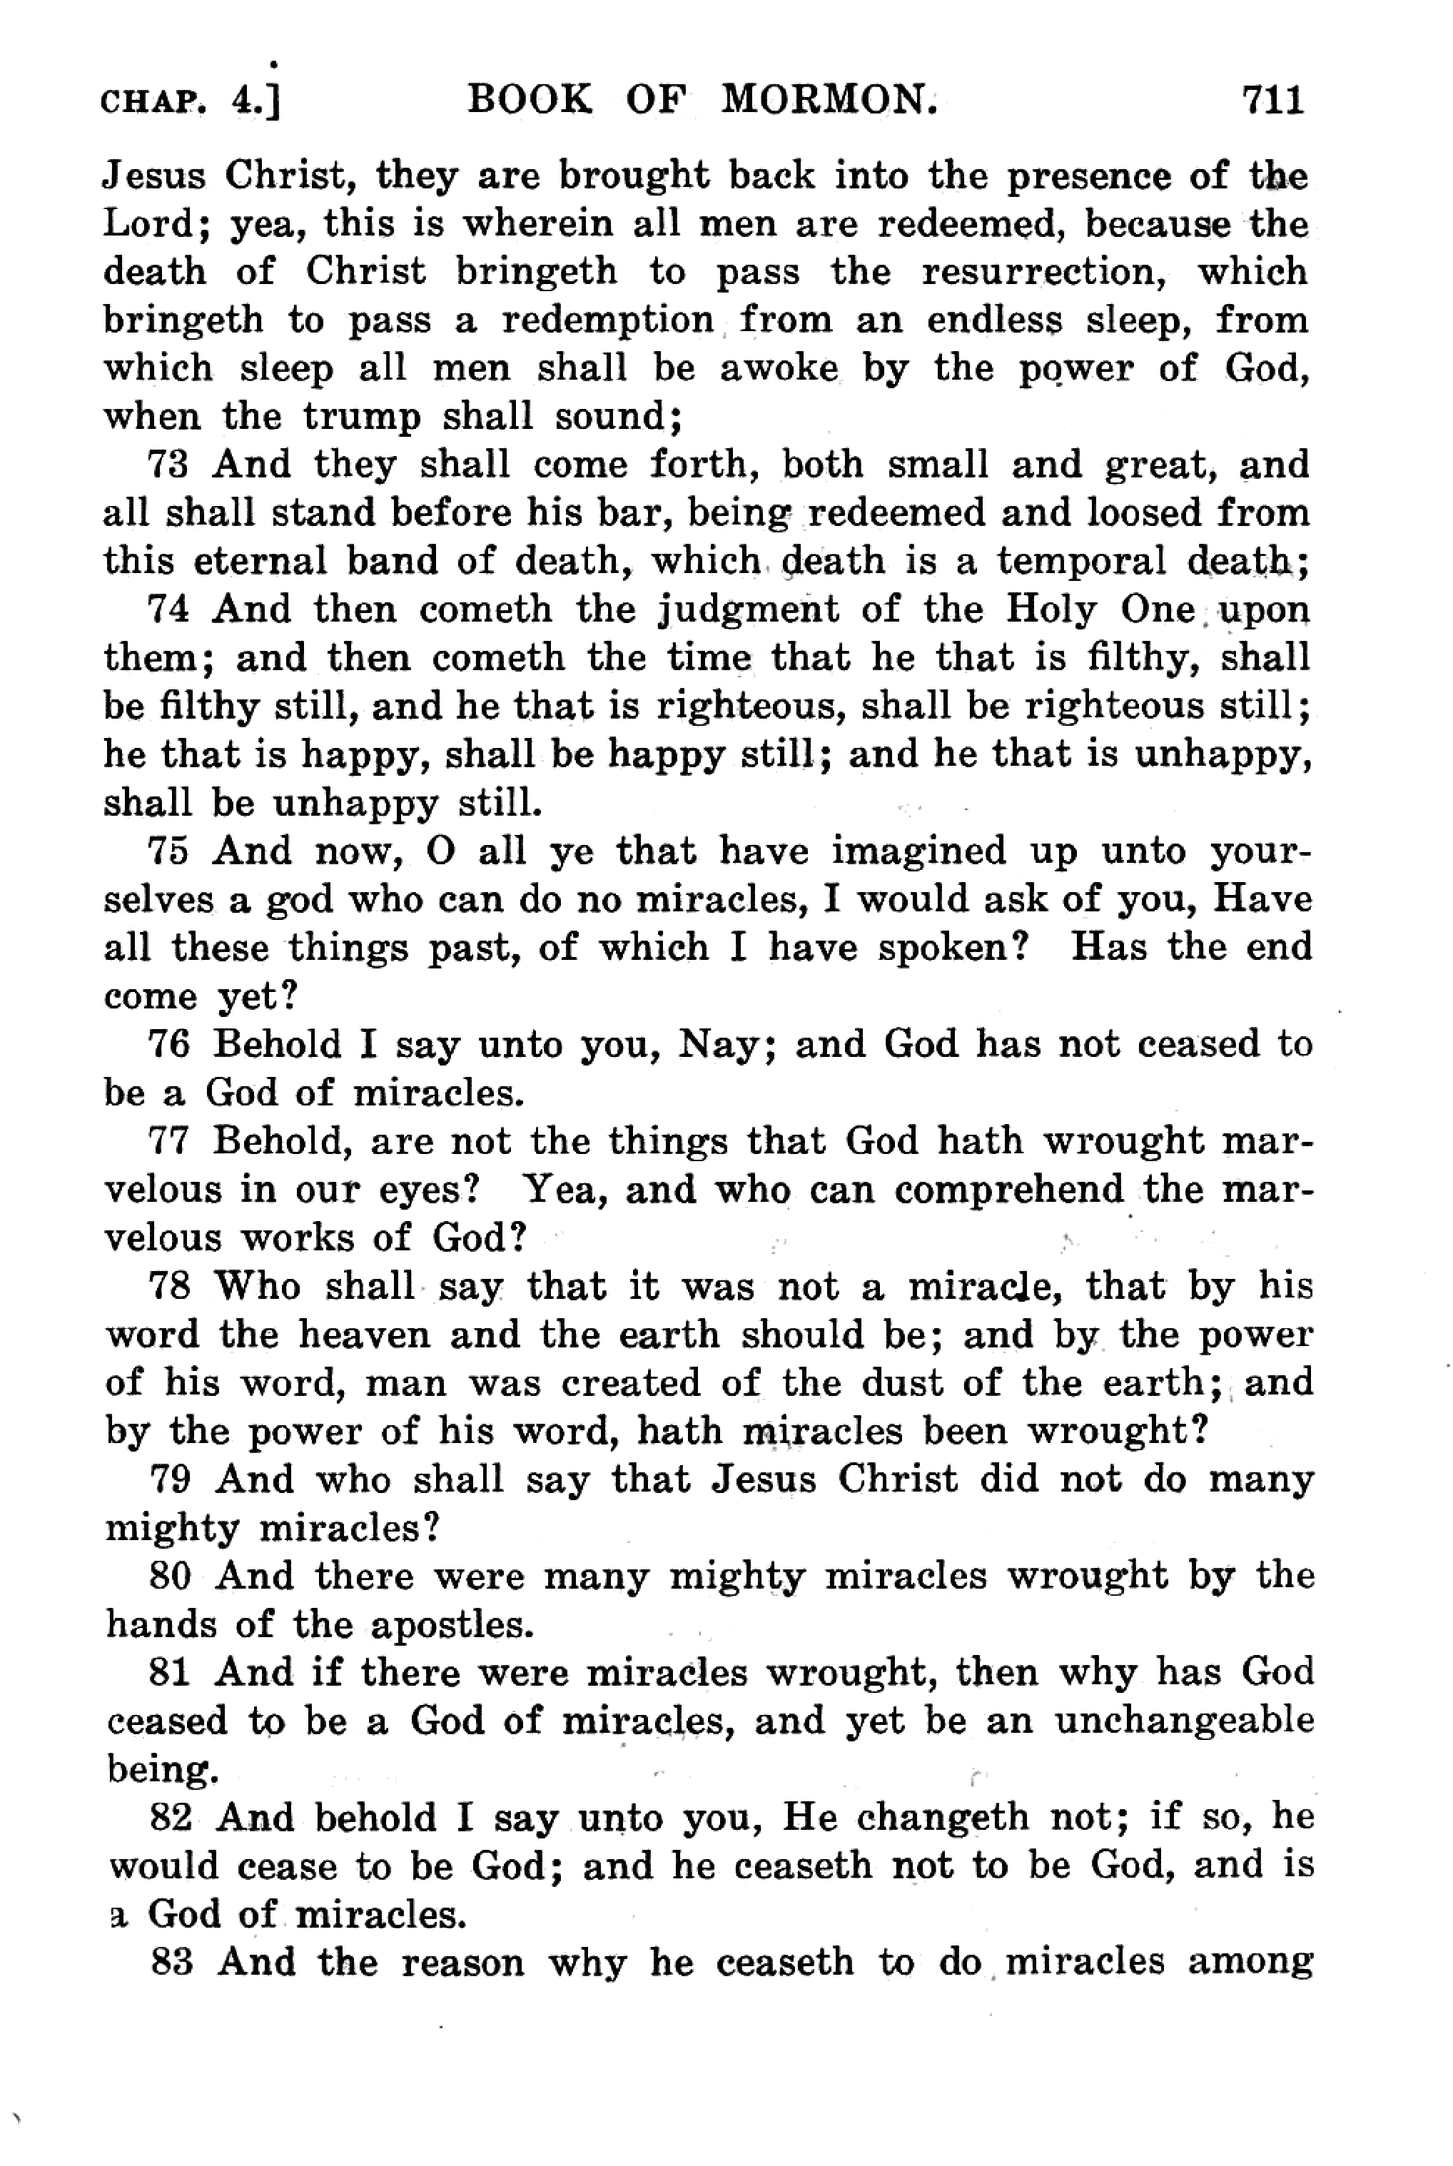 CHAP. 4.] BOOK OF MORMON. 711
Jesus Christ, they are brought back into the presence of the
Lord; yea, this is wherein all men are redeemed, because the
death of Christ bringeth to pass the resurrection, which
bringeth to pass a redemption from an endless sleep, from
which sleep all men shall be awoke by the power of God,
when the trump shall sound;
73 And they shall come forth, both small and great, and
all shall stand before his bar, being redeemed and loosed from
this eternal band of death, which death is a temporal death;
74 And then cometh the judgment of the Holy One upon
them; and then cometh the time that he that is filthy, shall
be filthy still, and he that is righteous, shall be righteous still;
he that is happy, shall be happy still; and he that is unhappy,
shall be unhappy still.
75 And now, O all ye that have imagined up unto your-
selves a god who can do no miracles, I would ask of you, Have
all these things past, of which I have spoken? Has the end
come yet?
76 Behold I say unto you, Nay; and God has not ceased to
be a God of miracles.
77 Behold, are not the things that God hath wrought mar-
velous in our eyes? Yea, and who can comprehend the mar-
velous works of God?
78 Who shall say that it was not a miracle, that by his
word the heaven and the earth should be; and by the power
of his word, man was created of the dust of the earth; and
by the power of his word, hath miracles been wrought?
79 And who shall say that Jesus Christ did not do many
mighty miracles?
80 And there were many mighty miracles wrought by the
hands of the apostles.
81 And if there were miracles wrought, then why has God
ceased to be a God of miracles, and yet be an unchangeable
being.
82 And behold I say unto you, He changeth not; if so, he
would cease to be God; and he ceaseth not to be God, and is
a God of miracles.
83 And the reason why he ceaseth to do miracles among